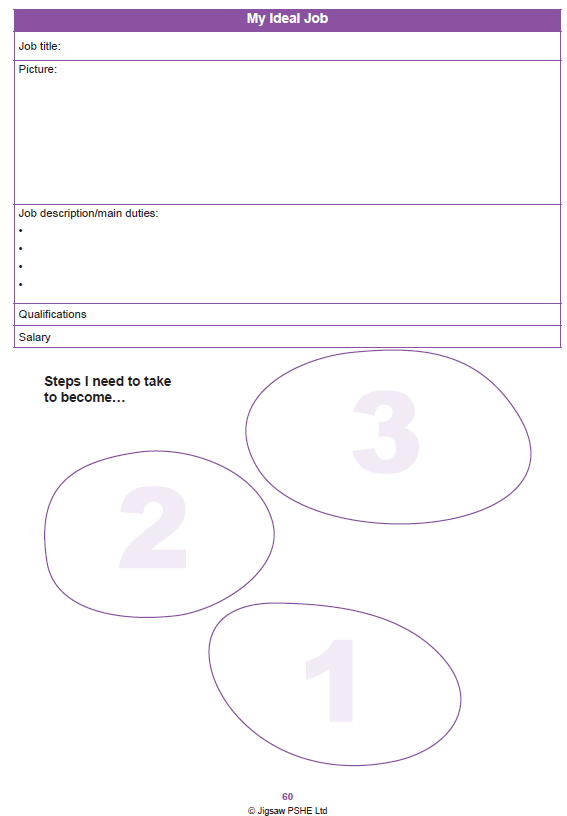 My Ideal Job
Job title:
Picture:
Job description/main duties:
•
•
•
•
Qualifications
Salary
Steps I need to take
to become…
3
2
1
60
© Jigsaw PSHE Ltd